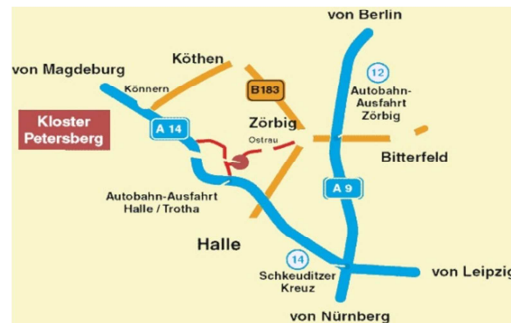 von Berlin
Köthen
von Magdeburg
12
Könnern
Autobahn-
Ausfahrt
Zörbig
B183
Kloster
Petersberg
A 14
Zörbig
Ostrau
Bitterfeld
A 9
Autobahn-Ausfahrt
Halle / Trotha
Halle
14
Schkeuditzer
Kreuz
von Leipzig
von Nürnberg